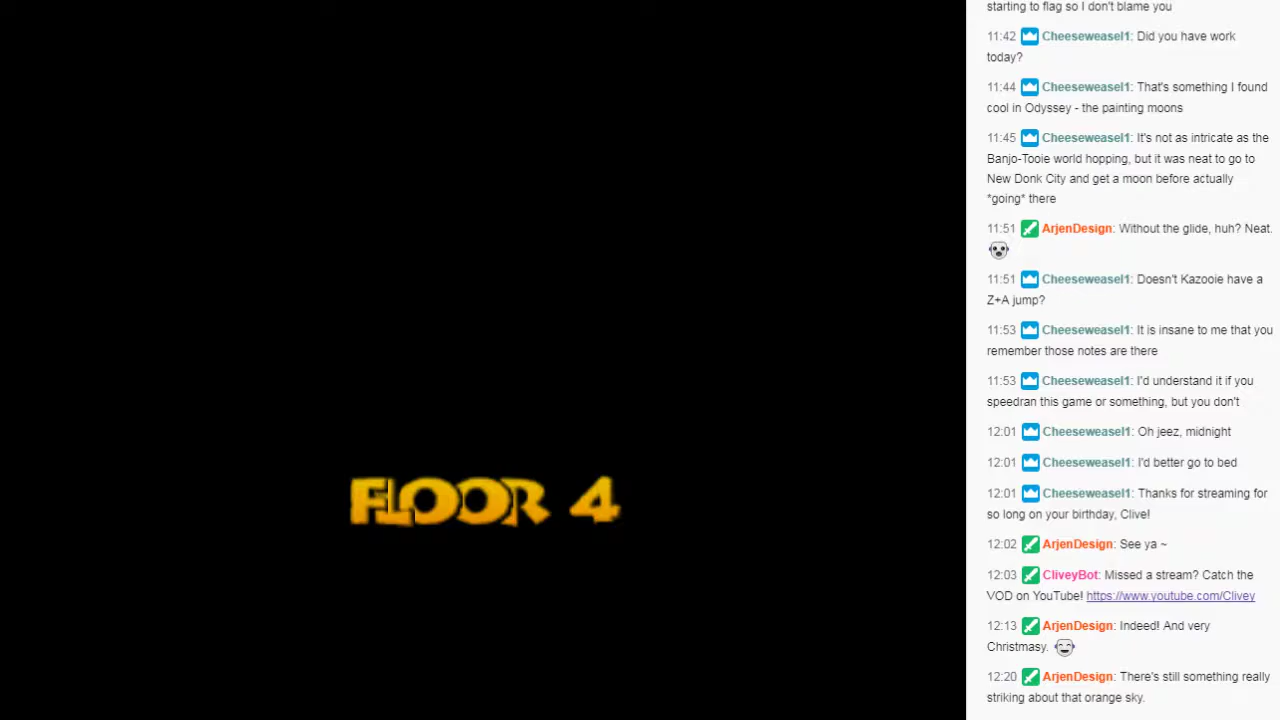 FLOOR 4
starting to flag so I don't blame you
11:42 Cheeseweasel1: Did you have work
today?
11:44 Cheeseweasel1: That's something I found
cool in Odyssey - the painting moons
11:45 Cheeseweasel1: It's not as intricate as the
Banjo-Tooie world hopping, but it was neat to go to
New Donk City and get a moon before actually
*going* there
11:51 ArjenDesign: Without the glide, huh? Neat.
11:51 Cheeseweasel1: Doesn't Kazooie have a
Z+A jump?
11:53 Cheeseweasel1: It is insane to me that you
remember those notes are there
11:53 Cheeseweasel1: I'd understand it if you
speedran this game or something, but you don't
12:01 Cheeseweasel1: Oh jeez, midnight
12:01 Cheeseweasel1: I'd better go to bed
12:01 Cheeseweasel1: Thanks for streaming for
so long on your birthday, Clive!
12:02 ArjenDesign: See ya ~
12:03 CliveyBot: Missed a stream? Catch the
VOD on YouTube! https://www.youtube.com/Clivey
12:13 ArjenDesign: Indeed! And very
Christmasy.
12:20 ArjenDesign: There's still something really
striking about that orange sky.